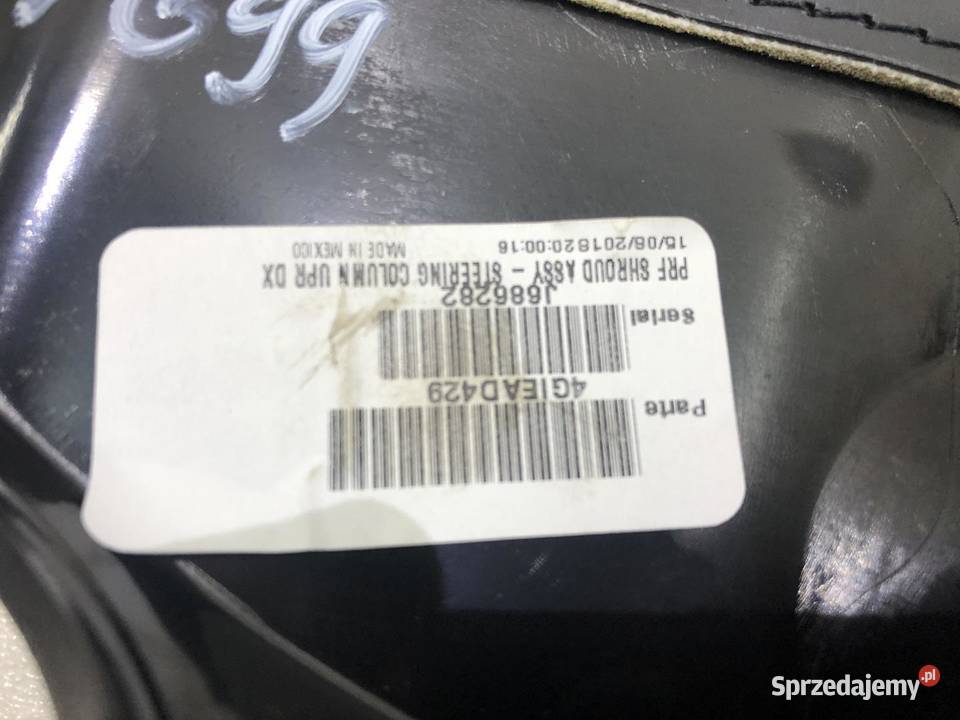 Parte
4GIEAD429
Serial
J686282
PRF SHROUD ASSY - STEERING COLUMN UPR DX
15/08/2018 20:00:16
MADE IN MEXICO
Sprzedajemy.pl